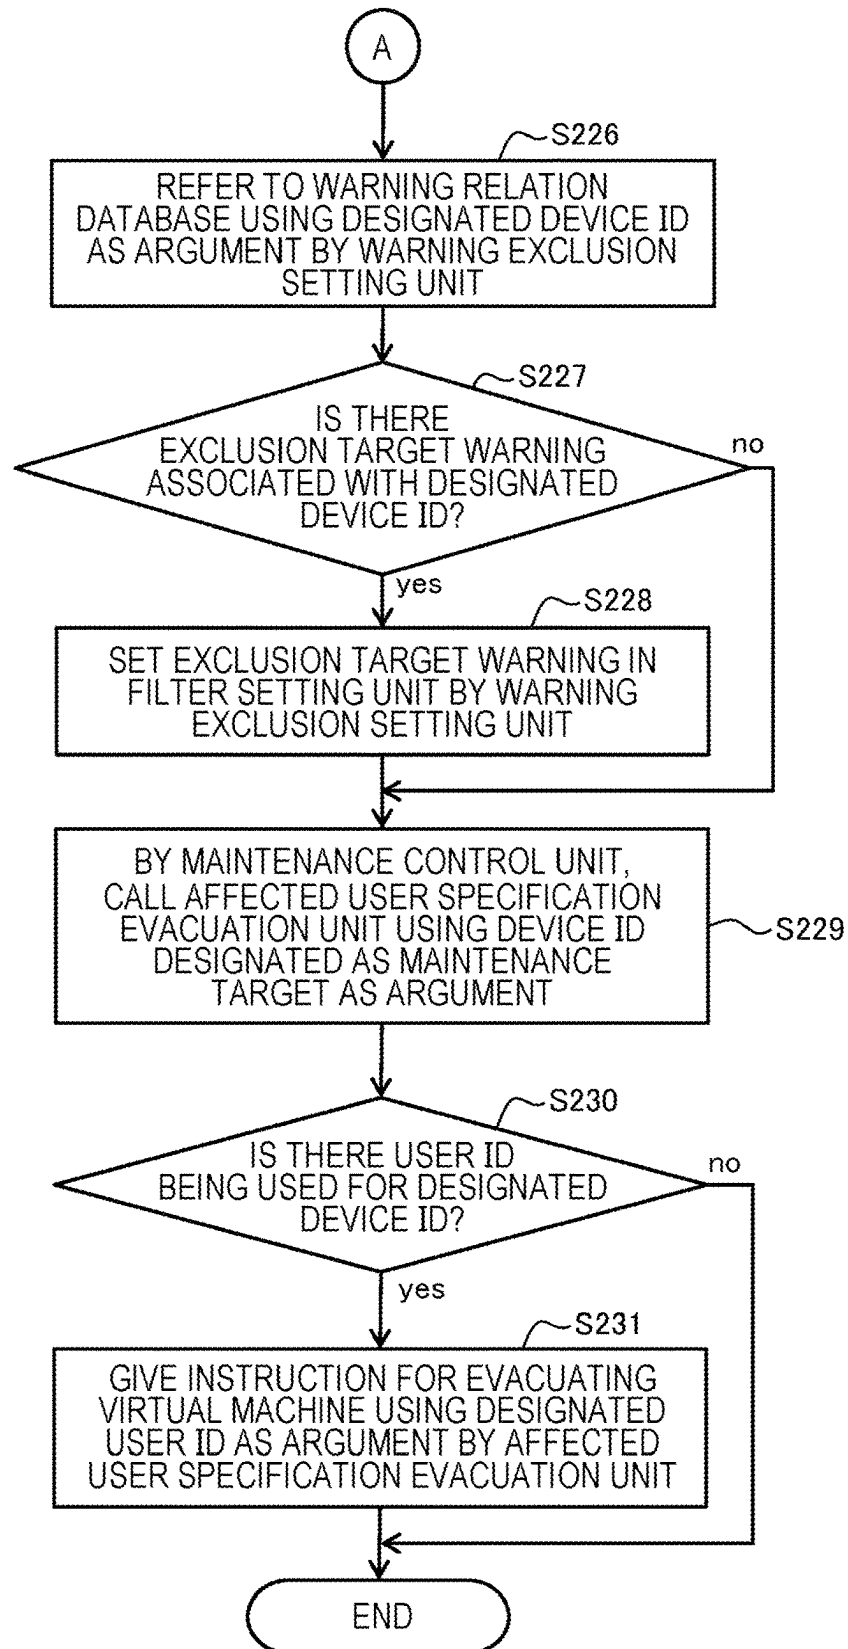 A
S226
REFER TO WARNING RELATION
DATABASE USING DESIGNATED DEVICE ID
AS ARGUMENT BY WARNING EXCLUSION
SETTING UNIT
S227
IS THERE
EXCLUSION TARGET WARNING
ASSOCIATED WITH DESIGNATED
DEVICE ID?
no
yes
S228
SET EXCLUSION TARGET WARNING IN
FILTER SETTING UNIT BY WARNING
EXCLUSION SETTING UNIT
BY MAINTENANCE CONTROL UNIT,
CALL AFFECTED USER SPECIFICATION
EVACUATION UNIT USING DEVICE ID
DESIGNATED AS MAINTENANCE
TARGET AS ARGUMENT
S229
S230
IS THERE USER ID
BEING USED FOR DESIGNATED
DEVICE ID?
no
yes
S231
GIVE INSTRUCTION FOR EVACUATING
VIRTUAL MACHINE USING DESIGNATED
USER ID AS ARGUMENT BY AFFECTED
USER SPECIFICATION EVACUATION UNIT
END